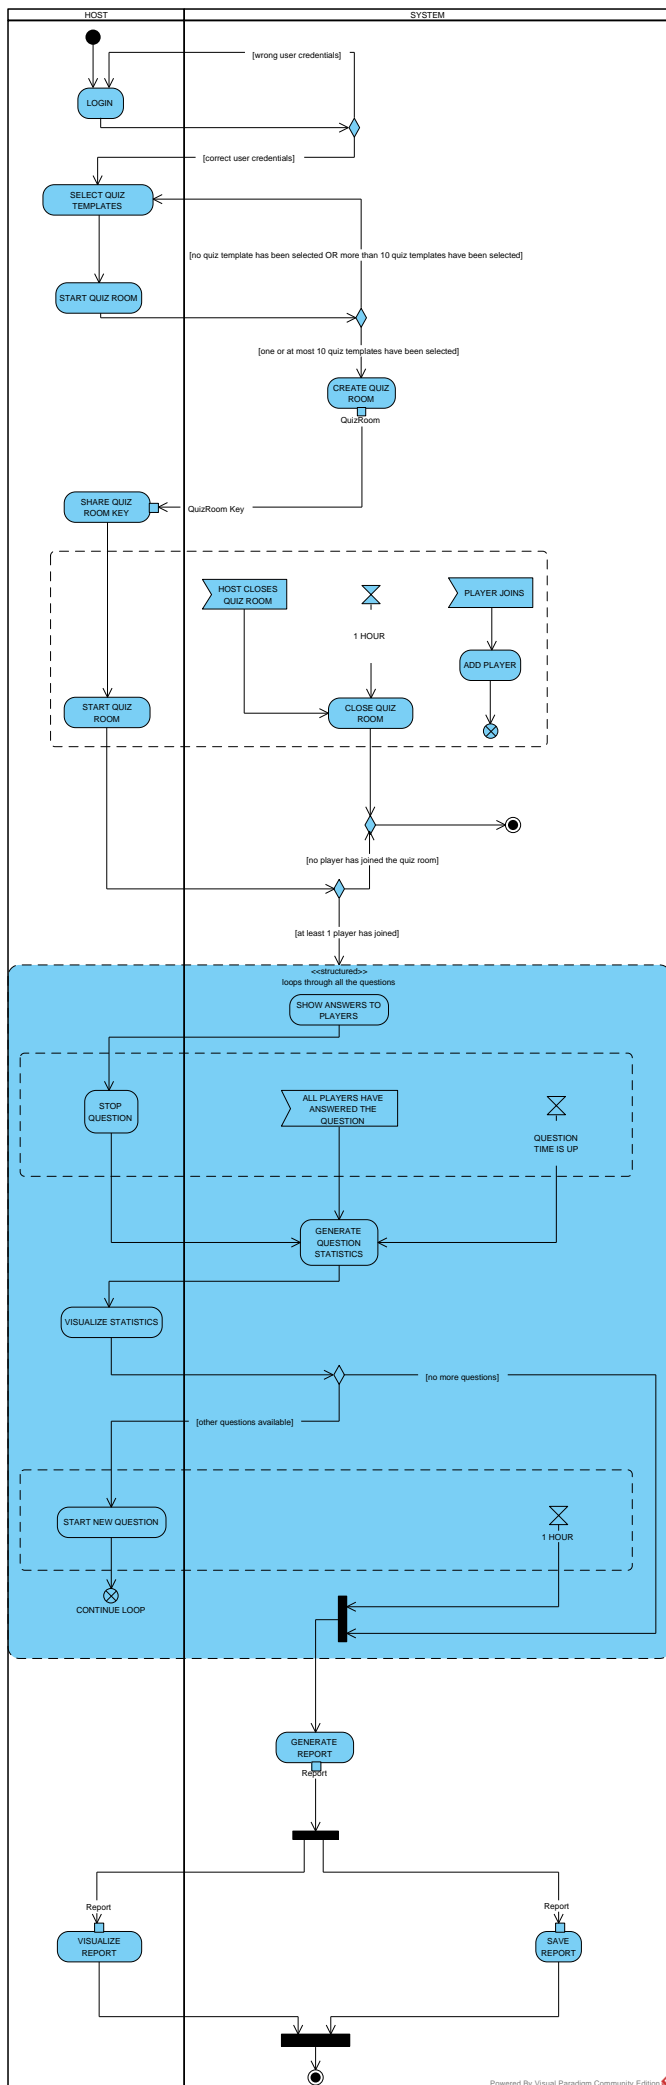 HOST
SYSTEM
[wrong user credentials]
LOGIN
[correct user credentials]
SELECT QUIZ
TEMPLATES
[no quiz template has been selected OR more than 10 quiz templates have been selected]
START QUIZ ROOM
[one or at most 10 quiz templates have been selected]
CREATE QUIZ
ROOM
QuizRoom
SHARE QUIZ
ROOM KEY
QuizRoom Key
HOST CLOSES
QUIZ ROOM
PLAYER JOINS
1 HOUR
ADD PLAYER
START QUIZ
ROOM
CLOSE QUIZ
ROOM
[no player has joined the quiz room]
[at least 1 player has joined]
<<structured>>
loops through all the questions
SHOW ANSWERS TO
PLAYERS
STOP
QUESTION
ALL PLAYERS HAVE
ANSWERED THE
QUESTION
QUESTION
TIME IS UP
GENERATE
QUESTION
STATISTICS
VISUALIZE STATISTICS
[no more questions]
[other questions available]
START NEW QUESTION
1 HOUR
CONTINUE LOOP
GENERATE
REPORT
Report
Report
Report
VISUALIZE
REPORT
SAVE
REPORT
Powered By Visual Paradigm Community Edition